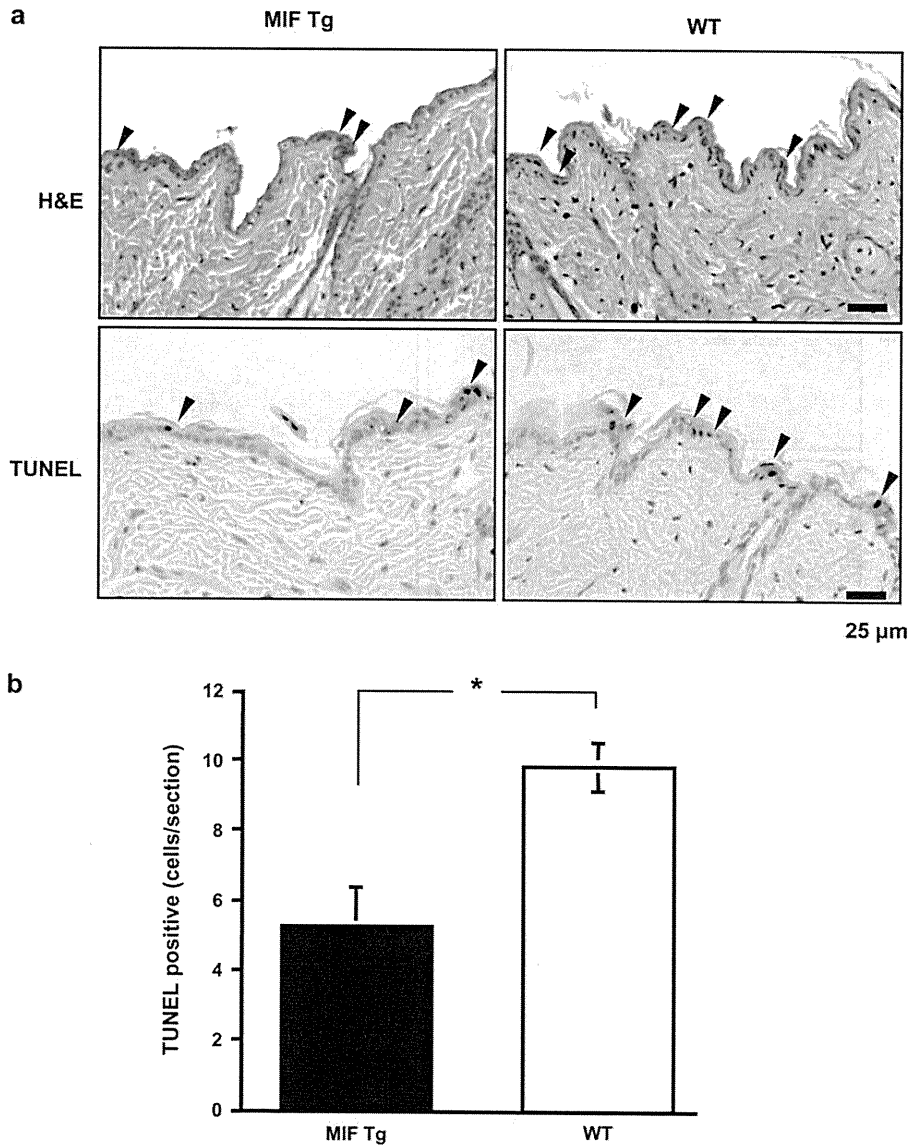 a
MIF Tg
WT
H&E
TUNEL
25 µm
b
*
TUNEL positive (cells/section)
12
10
8
6
4
2
0
MIF Tg
WT